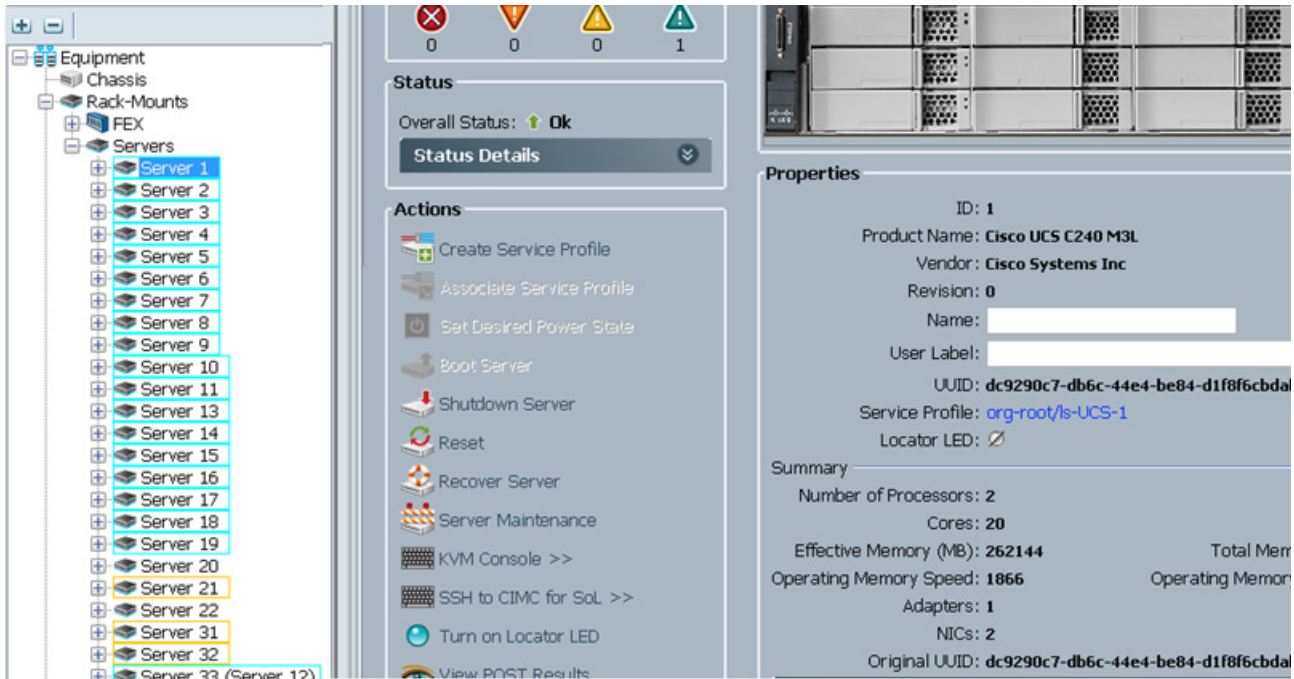 Equipment
Chassis
Rack-Mounts
FEX
Servers
Server 1
Server 2
Server 3
Server 4
Server 5
Server 6
Server 7
Server 8
Server 9
Server 10
Server 11
Server 13
Server 14
Server 15
Server 16
Server 17
Server 18
Server 19
Server 20
Server 21
Server 22
Server 31
Server 32
Server 33 (Server 12)
0 0 0 1
Status
Overall Status: Ok
Status Details
Actions
Create Service Profile
Associate Service Profile
Set Desired Power State
Boot Server
Shutdown Server
Reset
Recover Server
Server Maintenance
KVM Console >>
SSH to CIMC for SoL >>
Turn on Locator LED
View POST Results
Properties
ID: 1
Product Name: Cisco UCS C240 M3L
Vendor: Cisco Systems Inc
Revision: 0
Name:
User Label:
UUID: dc9290c7-db6c-44e4-be84-d1f8f6cbdal
Service Profile: org-root/ls-UCS-1
Locator LED:
Summary
Number of Processors: 2
Cores: 20
Effective Memory (MB): 262144 Total Mem
Operating Memory Speed: 1866 Operating Memory
Adapters: 1
NICs: 2
Original UUID: dc9290c7-db6c-44e4-be84-d1f8f6cbdal